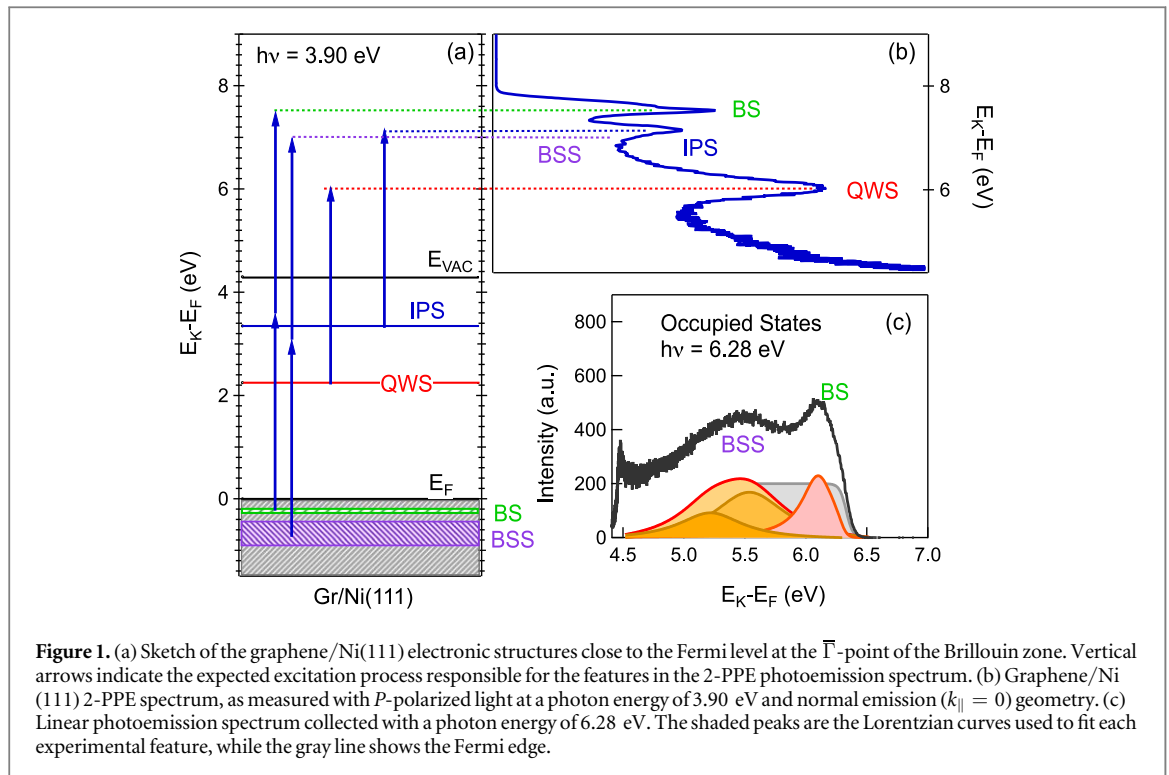 hν = 3.90 eV
(a)
8
6
4
2
0
E_K-E_F (eV)
E_VAC
IPS
QWS
E_F
BS
BSS
Gr/Ni(111)
(b)
BS
IPS
BSS
QWS
8
6
E_K-E_F (eV)
Occupied States
(c)
hν = 6.28 eV
BS
BSS
800
600
400
200
0
Intensity (a.u.)
4.5 5.0 5.5 6.0 6.5 7.0
E_K-E_F (eV)
Figure 1. (a) Sketch of the graphene/Ni(111) electronic structures close to the Fermi level at the Γ̅-point of the Brillouin zone. Vertical
arrows indicate the expected excitation process responsible for the features in the 2-PPE photoemission spectrum. (b) Graphene/Ni
(111) 2-PPE spectrum, as measured with P-polarized light at a photon energy of 3.90 eV and normal emission (k_∥ = 0) geometry. (c)
Linear photoemission spectrum collected with a photon energy of 6.28 eV. The shaded peaks are the Lorentzian curves used to fit each
experimental feature, while the gray line shows the Fermi edge.